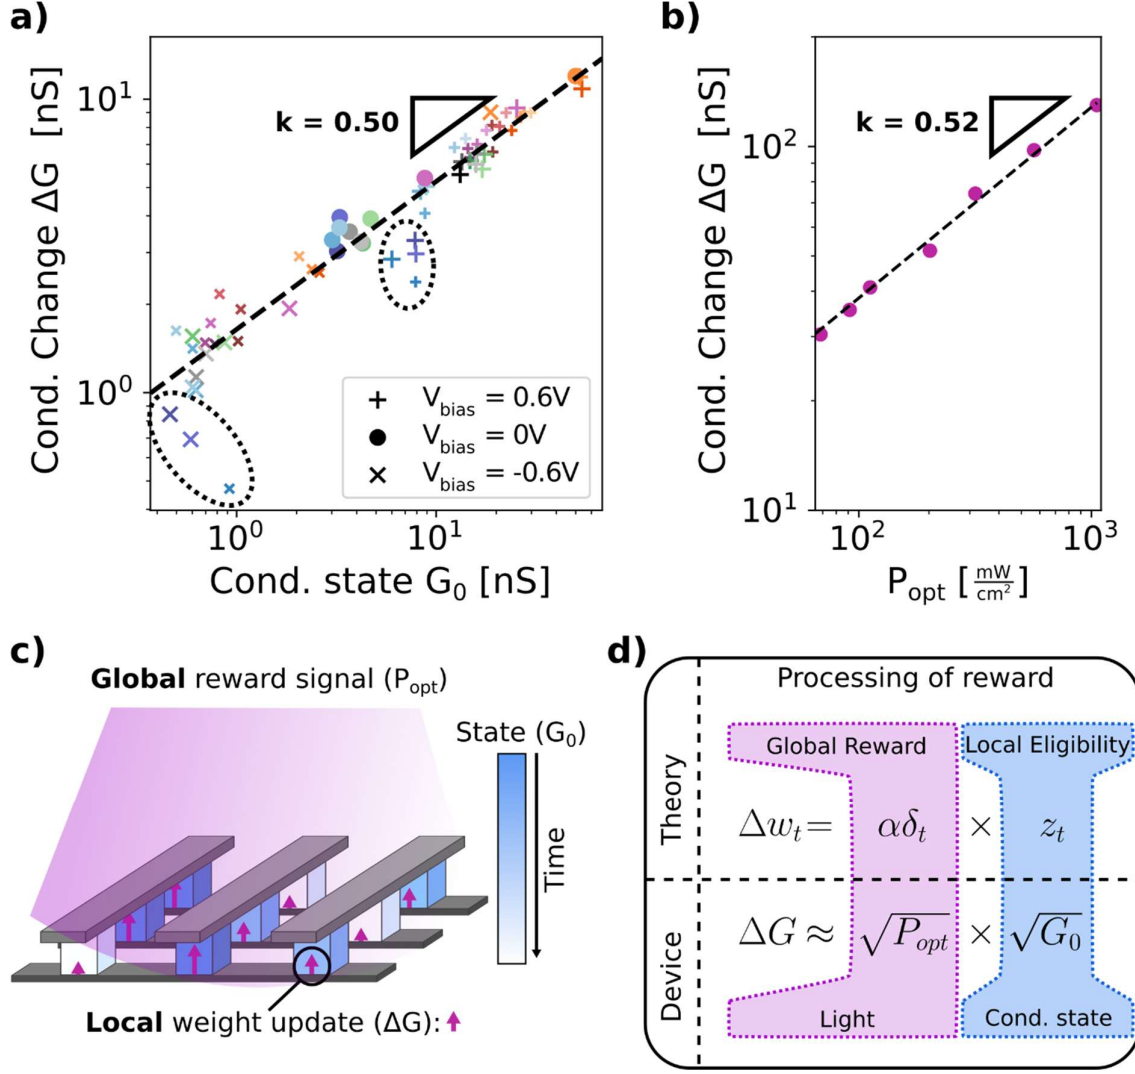 a)
Cond. Change ΔG [nS]
10¹
10⁰
k = 0.50
V_bias = 0.6V
V_bias = 0V
V_bias = -0.6V
10⁰ 10¹
Cond. state G₀ [nS]
b)
Cond. Change ΔG [nS]
10²
10¹
k = 0.52
10² 10³
P_opt [mW/cm²]
c)
Global reward signal (P_opt)
State (G₀)
Time
Local weight update (ΔG):
d)
Processing of reward
Theory
Global Reward Local Eligibility
Δw_t = αδ_t × z_t
Device
ΔG ≈ √P_opt × √G₀
Light Cond. state